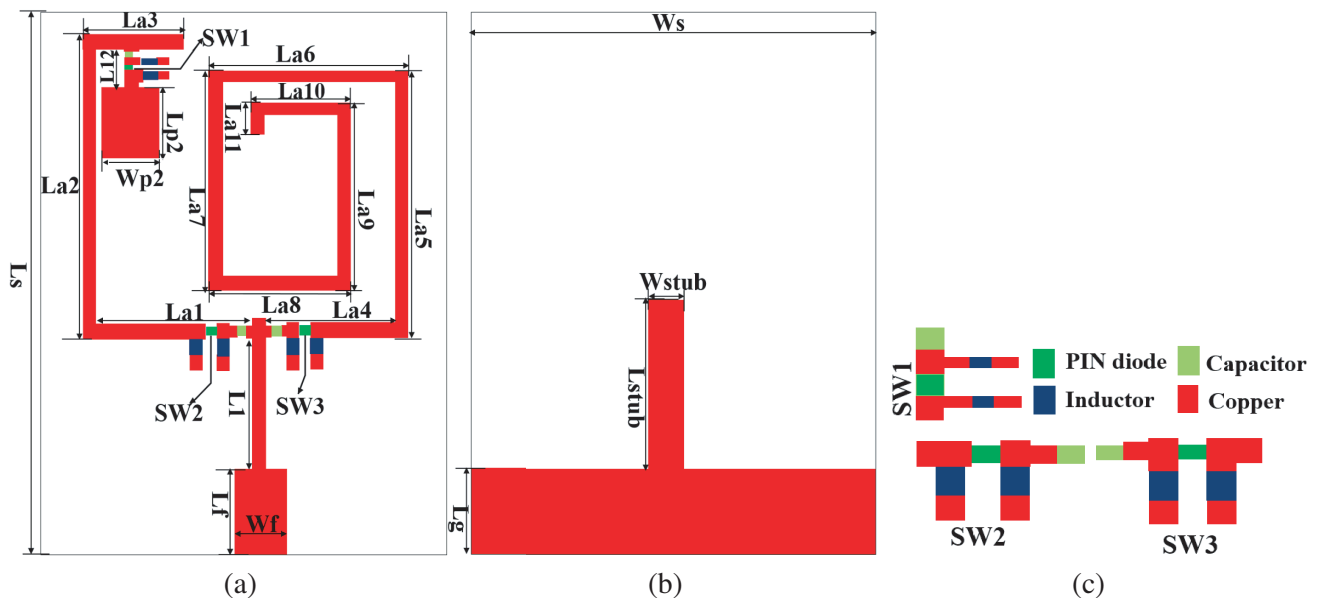 La3
SW1
L12
La6
La10
La11
Lp2
Wp2
La2
La7
La9
La5
Ls
La1
La8
La4
L1
SW2
SW3
Lf
Wf
(a)
Ws
Wstub
Lstub
Lg
(b)
SW1
PIN diode
Capacitor
Inductor
Copper
SW2
SW3
(c)